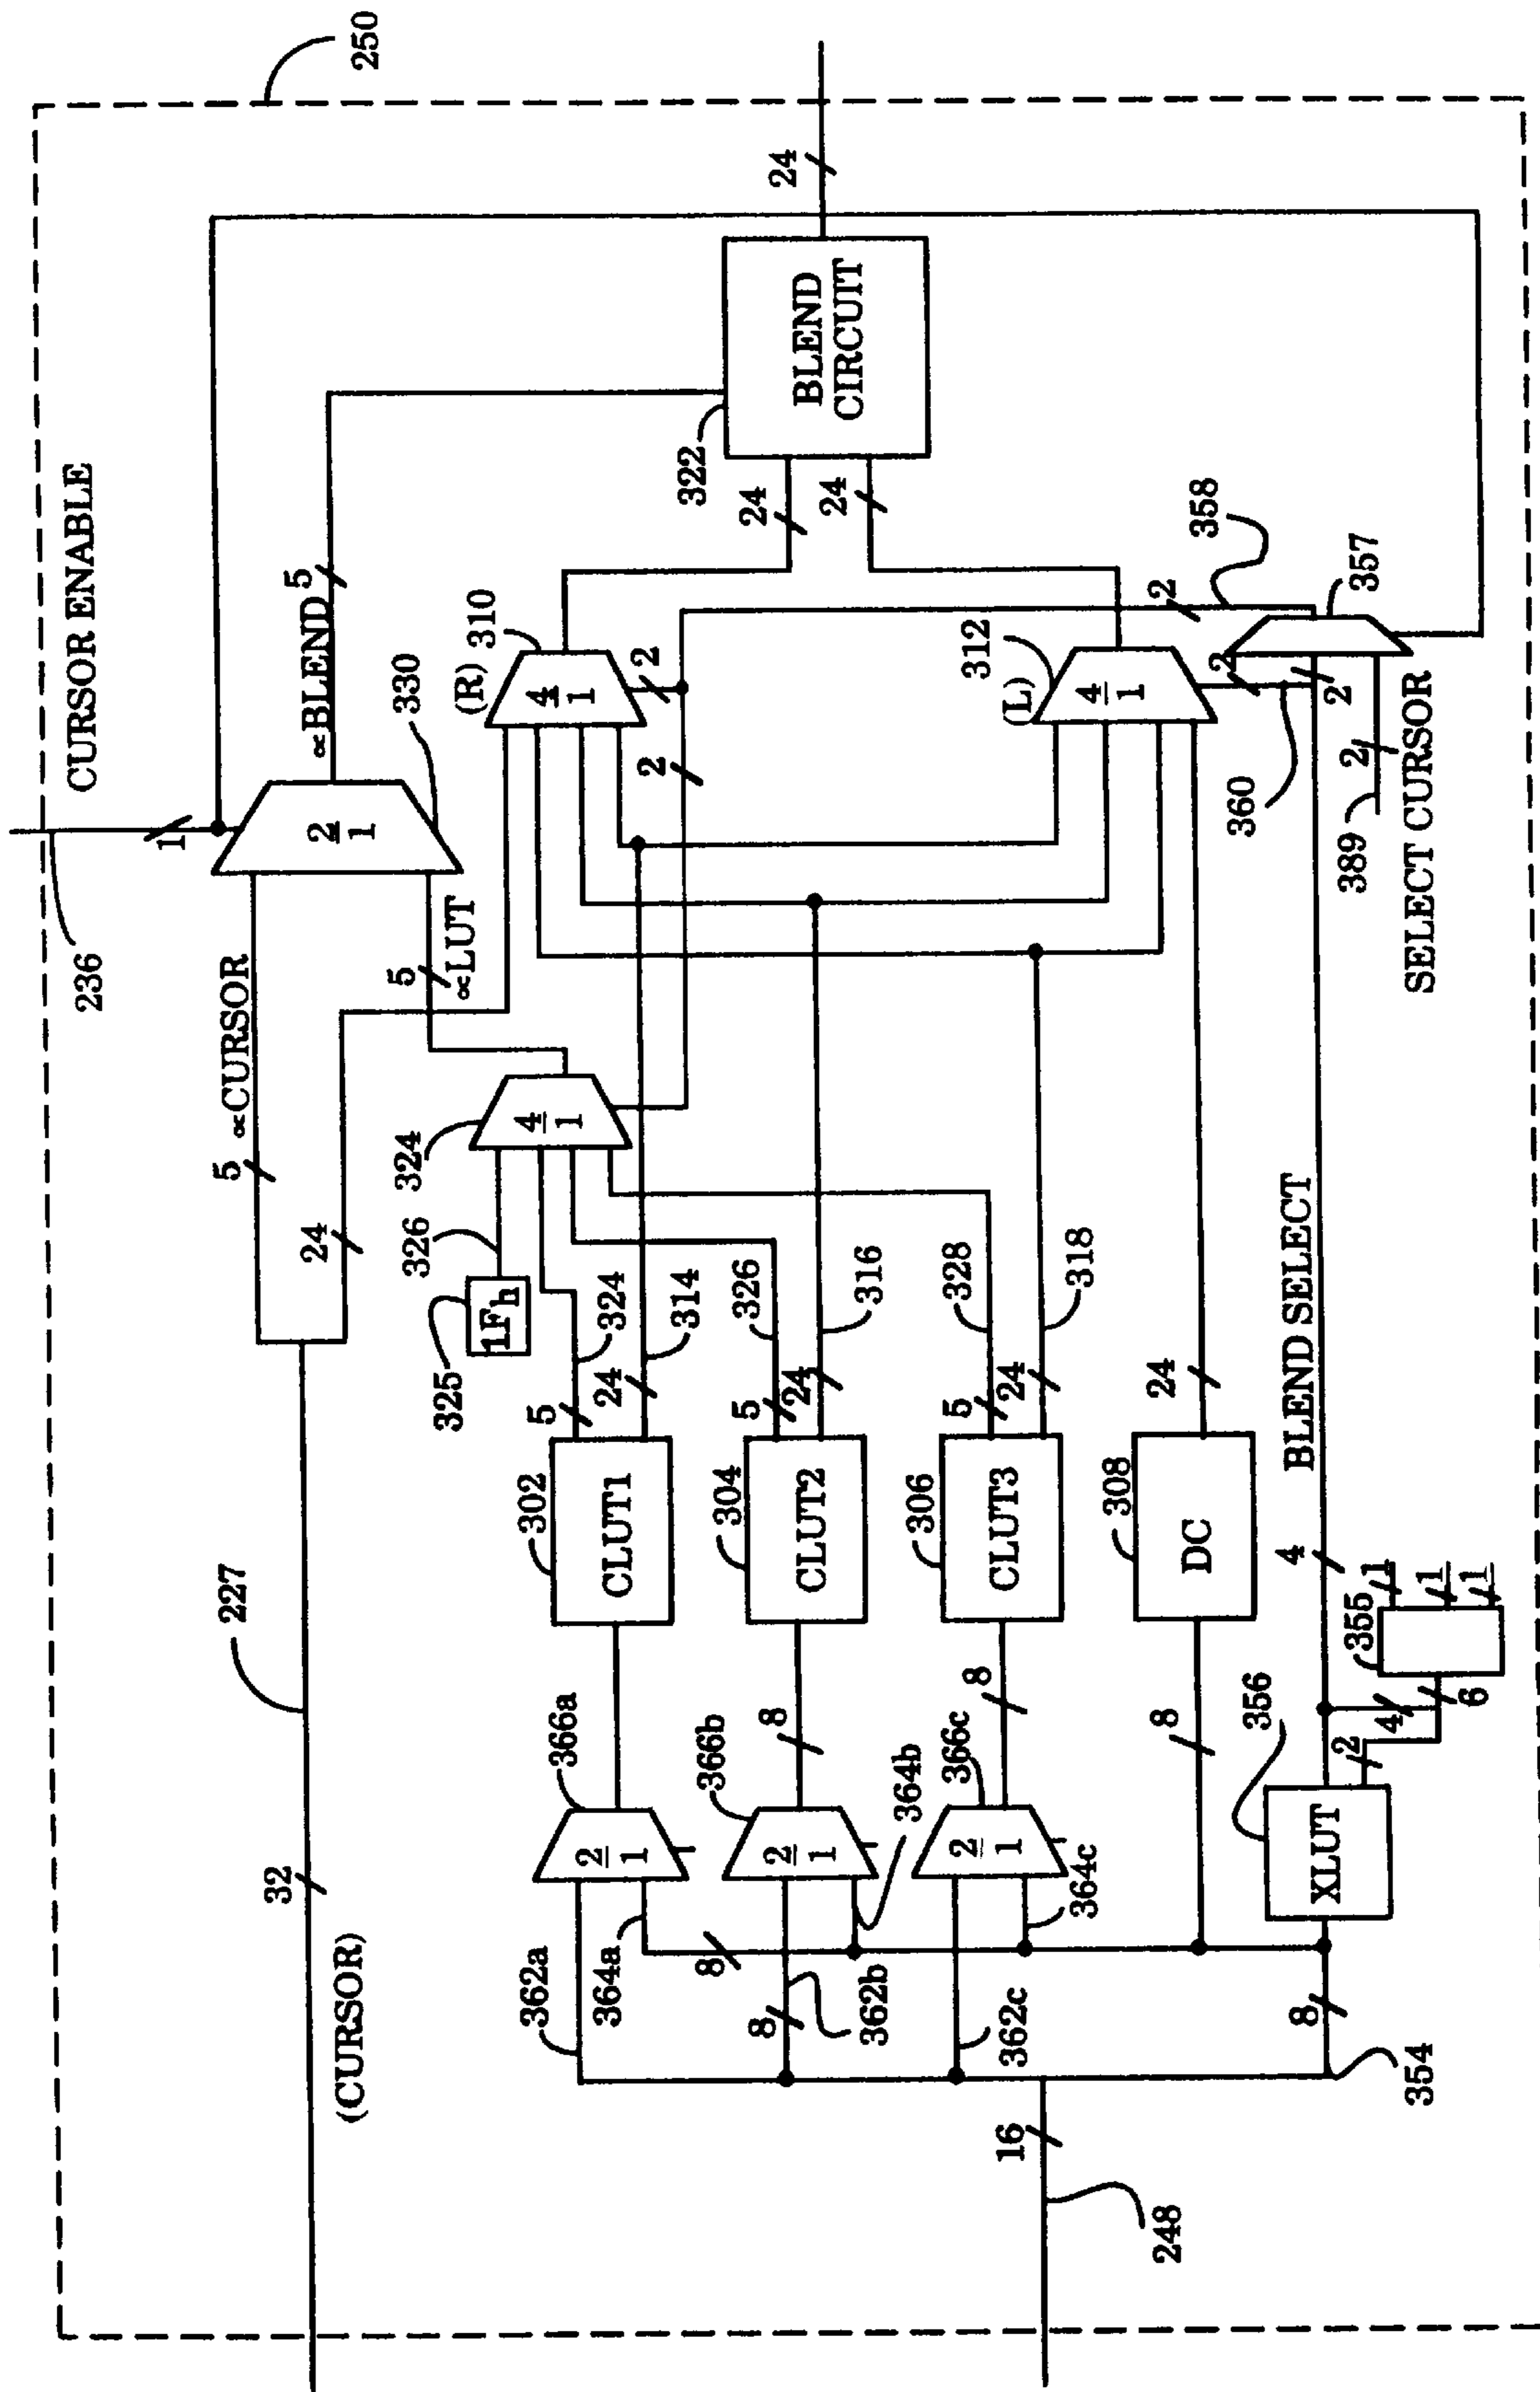 250
CURSOR ENABLE
236
1
24
∝BLEND 5
2
1
330
∝CURSOR
5
5
∝LUT
24
227
32
(CURSOR)
322
BLEND
CIRCUIT
24
24
(R) 310
4
1
2
2
324
4
1
326
325
1Fh
324
5
314
24
302
CLUT1
366a
2
1
362a
364a
8
326
5
316
24
304
CLUT2
8
366b
2
1
364b
8
362b
328
5
318
24
306
CLUT3
8
366c
2
1
364c
362c
16
248
24
308
DC
8
312
(L)
4
1
2
358
2
357
2
360
2
389
SELECT CURSOR
BLEND SELECT
4
355
1
1
1
6
4
2
356
XLUT
8
354